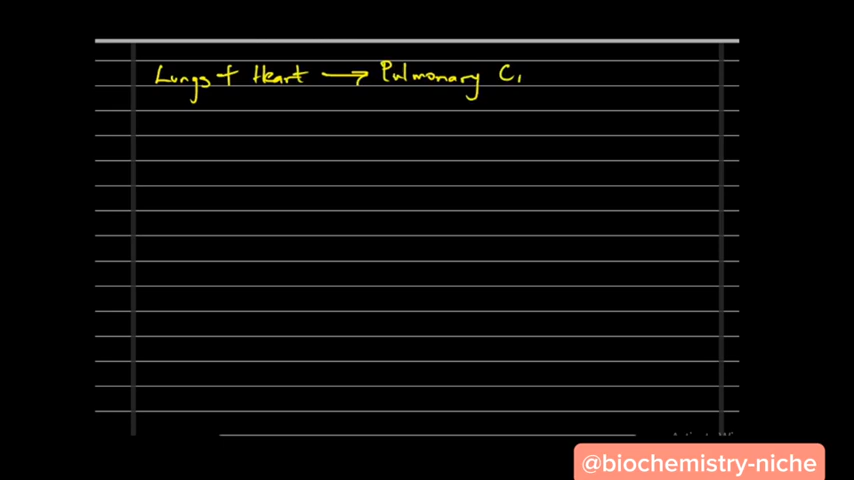 Lungs + Heart → Pulmonary C.
@biochemistry-niche